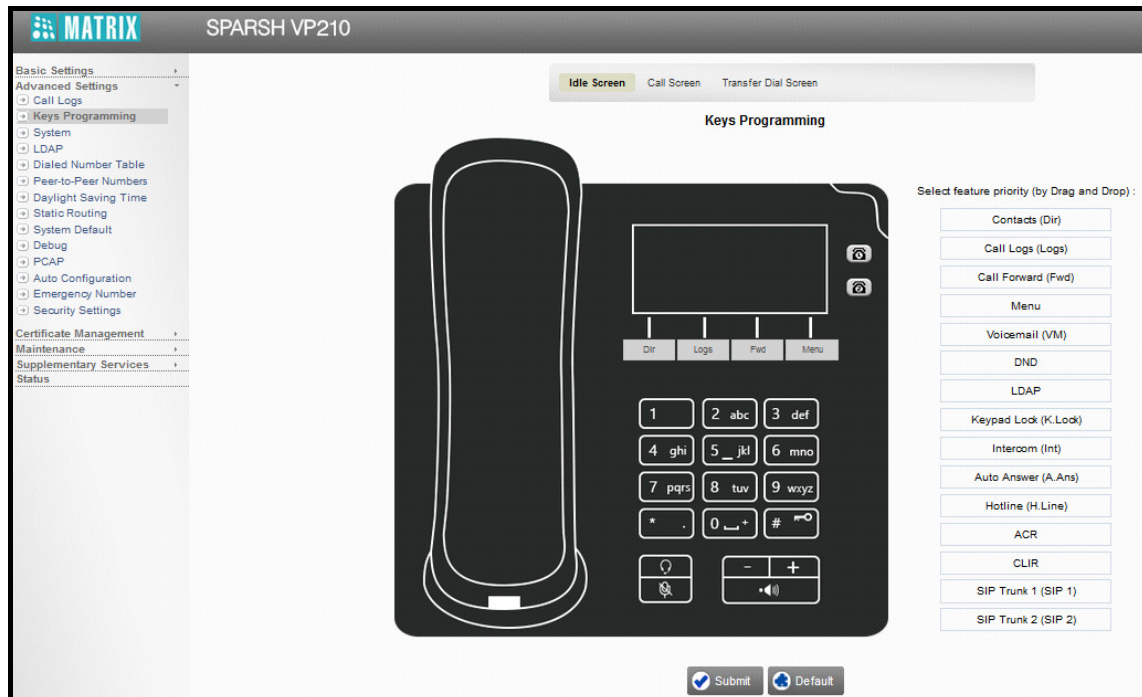 MATRIX
SPARSH VP210
Basic Settings
Advanced Settings
Call Logs
Keys Programming
System
LDAP
Dialed Number Table
Peer-to-Peer Numbers
Daylight Saving Time
Static Routing
System Default
Debug
PCAP
Auto Configuration
Emergency Number
Security Settings
Certificate Management
Maintenance
Supplementary Services
Status
Idle Screen Call Screen Transfer Dial Screen
Keys Programming
Dir Logs Fwd Menu
1 2 abc 3 def
4 ghi 5 jkl 6 mno
7 pqrs 8 tuv 9 wxyz
* . 0 + #
- +
Select feature priority (by Drag and Drop) :
Contacts (Dir)
Call Logs (Logs)
Call Forward (Fwd)
Menu
Voicemail (VM)
DND
LDAP
Keypad Lock (K.Lock)
Intercom (Int)
Auto Answer (A.Ans)
Hotline (H.Line)
ACR
CLIR
SIP Trunk 1 (SIP 1)
SIP Trunk 2 (SIP 2)
Submit Default